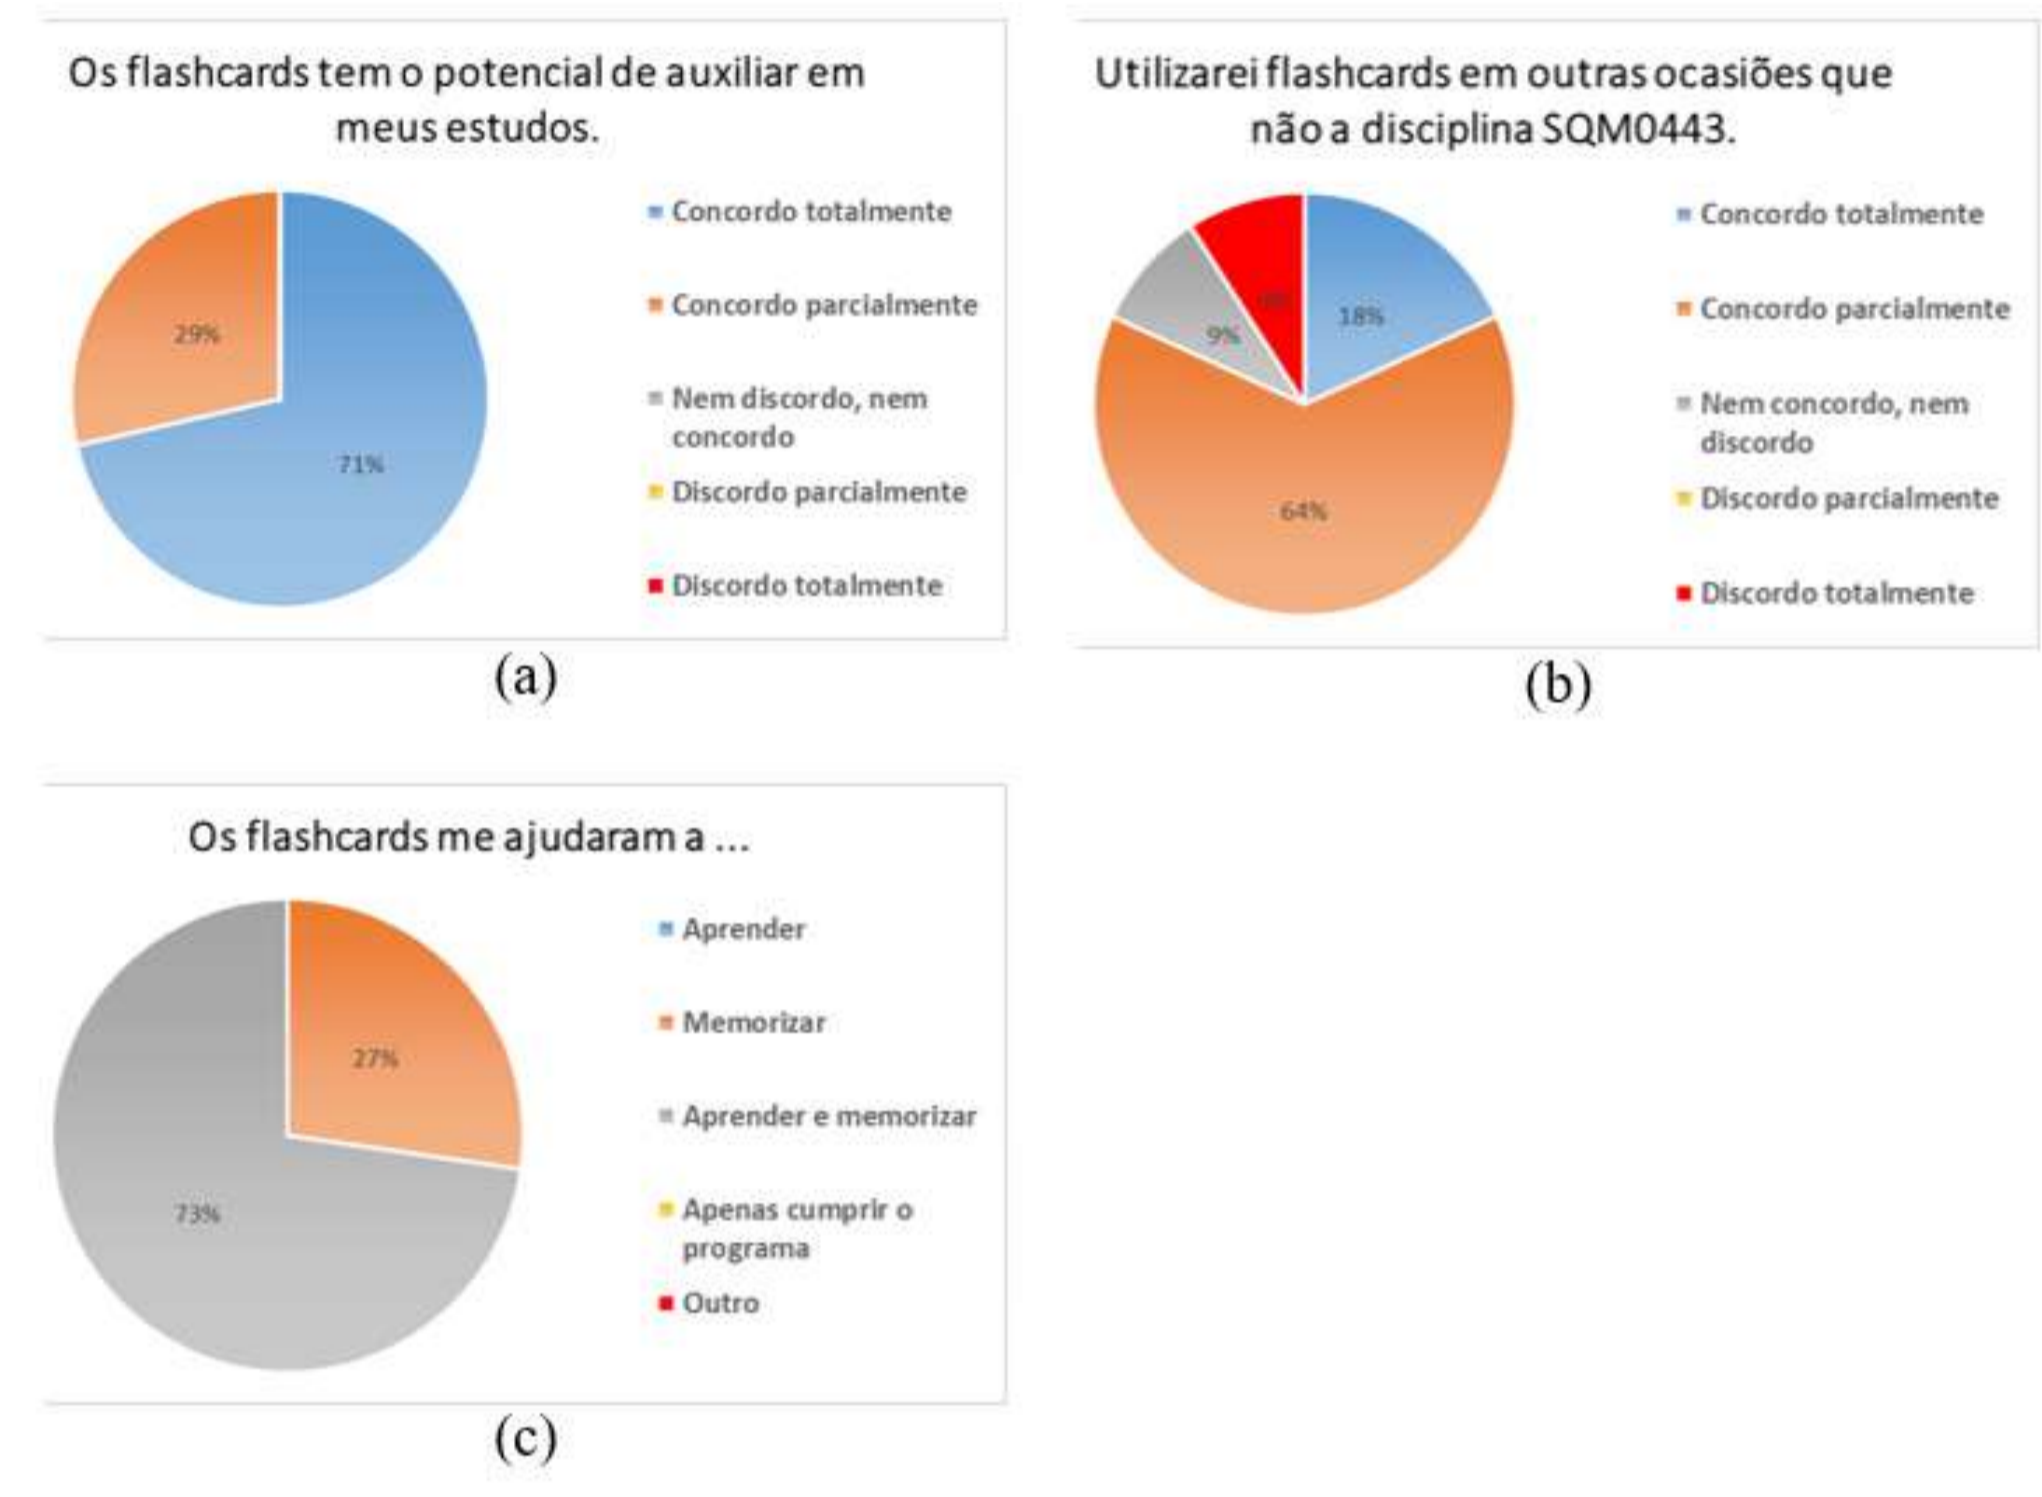 Os flashcards tem o potencial de auxiliar em
meus estudos.
Concordo totalmente
Concordo parcialmente
Nem discordo, nem
concordo
Discordo parcialmente
Discordo totalmente
29%
71%
(a)
Utilizarei flashcards em outras ocasiões que
não a disciplina SQM0443.
Concordo totalmente
Concordo parcialmente
Nem concordo, nem
discordo
Discordo parcialmente
Discordo totalmente
18%
9%
64%
(b)
Os flashcards me ajudaram a ...
Aprender
Memorizar
Aprender e memorizar
Apenas cumprir o
programa
Outro
27%
73%
(c)